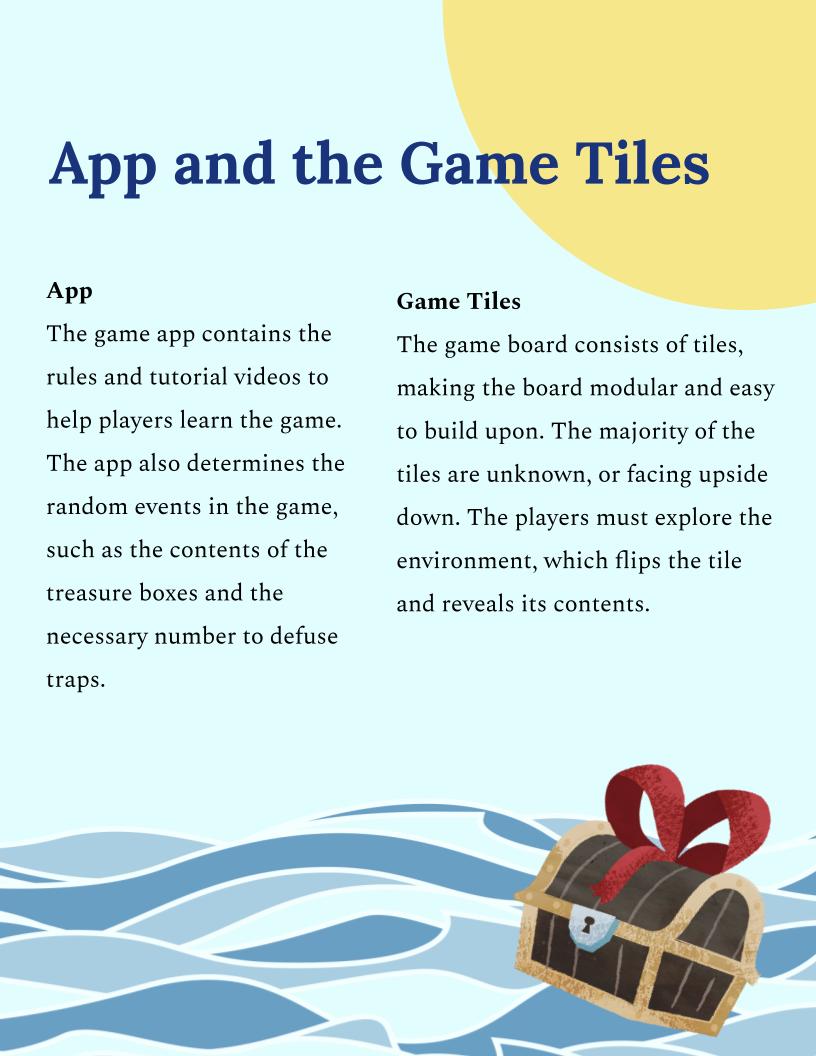 App and the Game Tiles
App
The game app contains the
rules and tutorial videos to
help players learn the game.
The app also determines the
random events in the game,
such as the contents of the
treasure boxes and the
necessary number to defuse
traps.
Game Tiles
The game board consists of tiles,
making the board modular and easy
to build upon. The majority of the
tiles are unknown, or facing upside
down. The players must explore the
environment, which flips the tile
and reveals its contents.